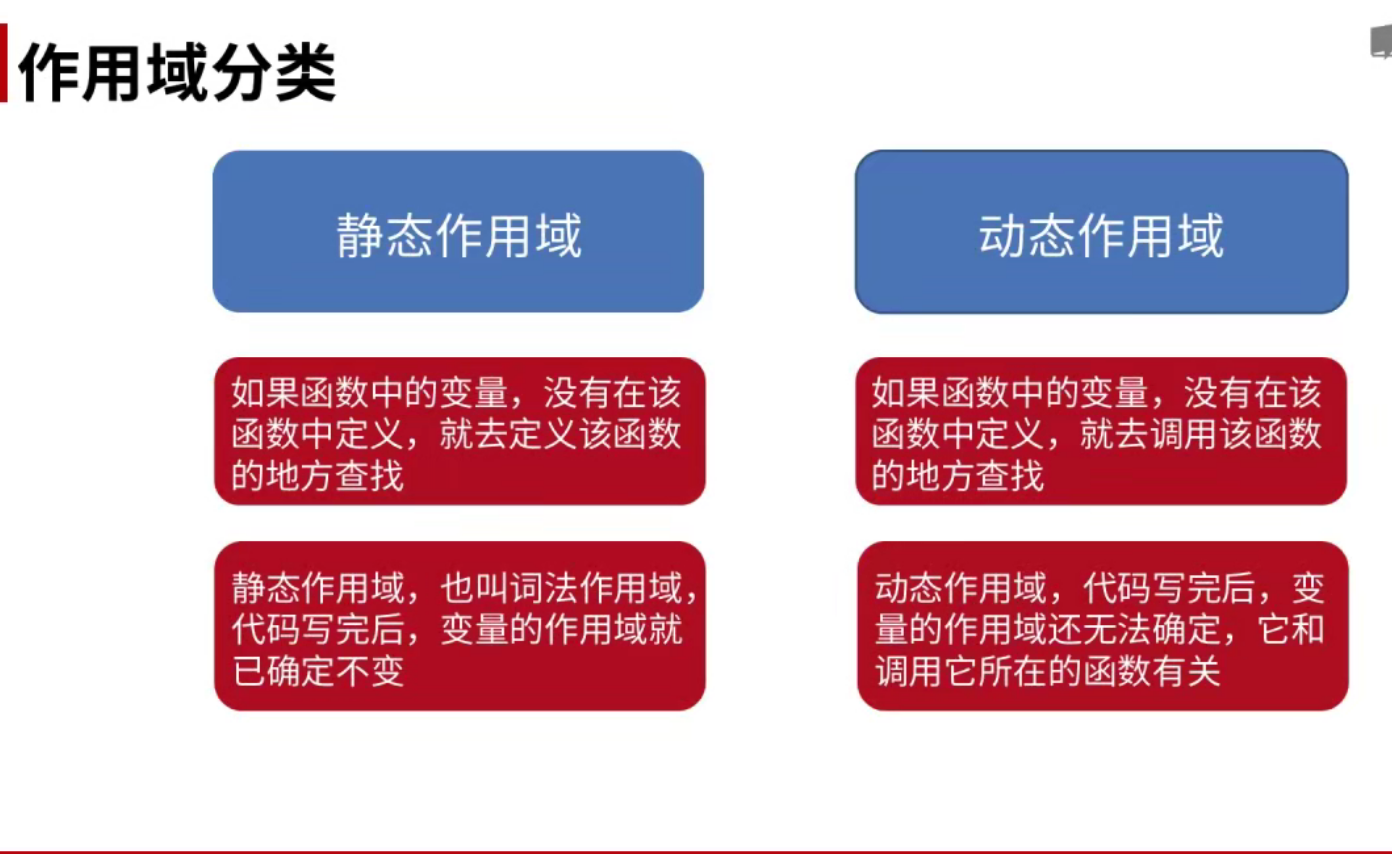 作用域分类
静态作用域
动态作用域
如果函数中的变量，没有在该
函数中定义，就去定义该函数
的地方查找
如果函数中的变量，没有在该
函数中定义，就去调用该函数
的地方查找
静态作用域，也叫词法作用域，
代码写完后，变量的作用域就
已确定不变
动态作用域，代码写完后，变
量的作用域还无法确定，它和
调用它所在的函数有关